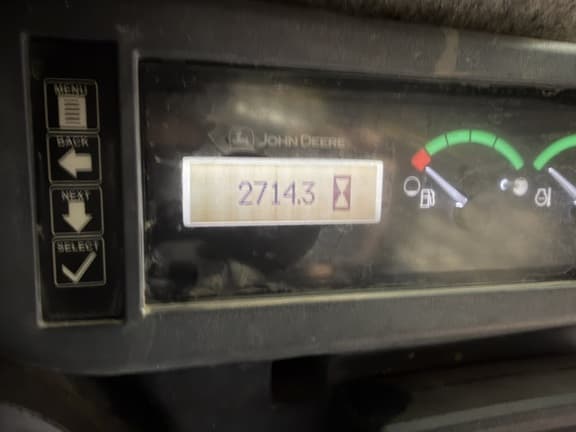 MENU
BACK
NEXT
SELECT
JOHN DEERE
2714.3